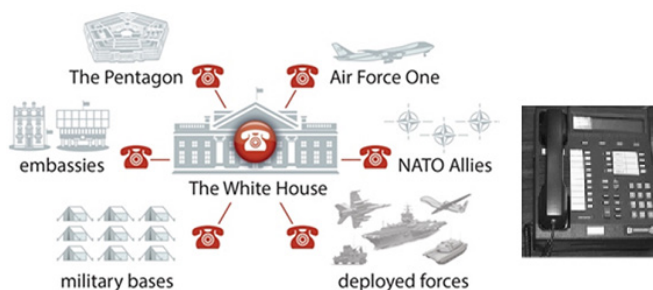 The Pentagon
Air Force One
embassies
NATO Allies
The White House
military bases
deployed forces